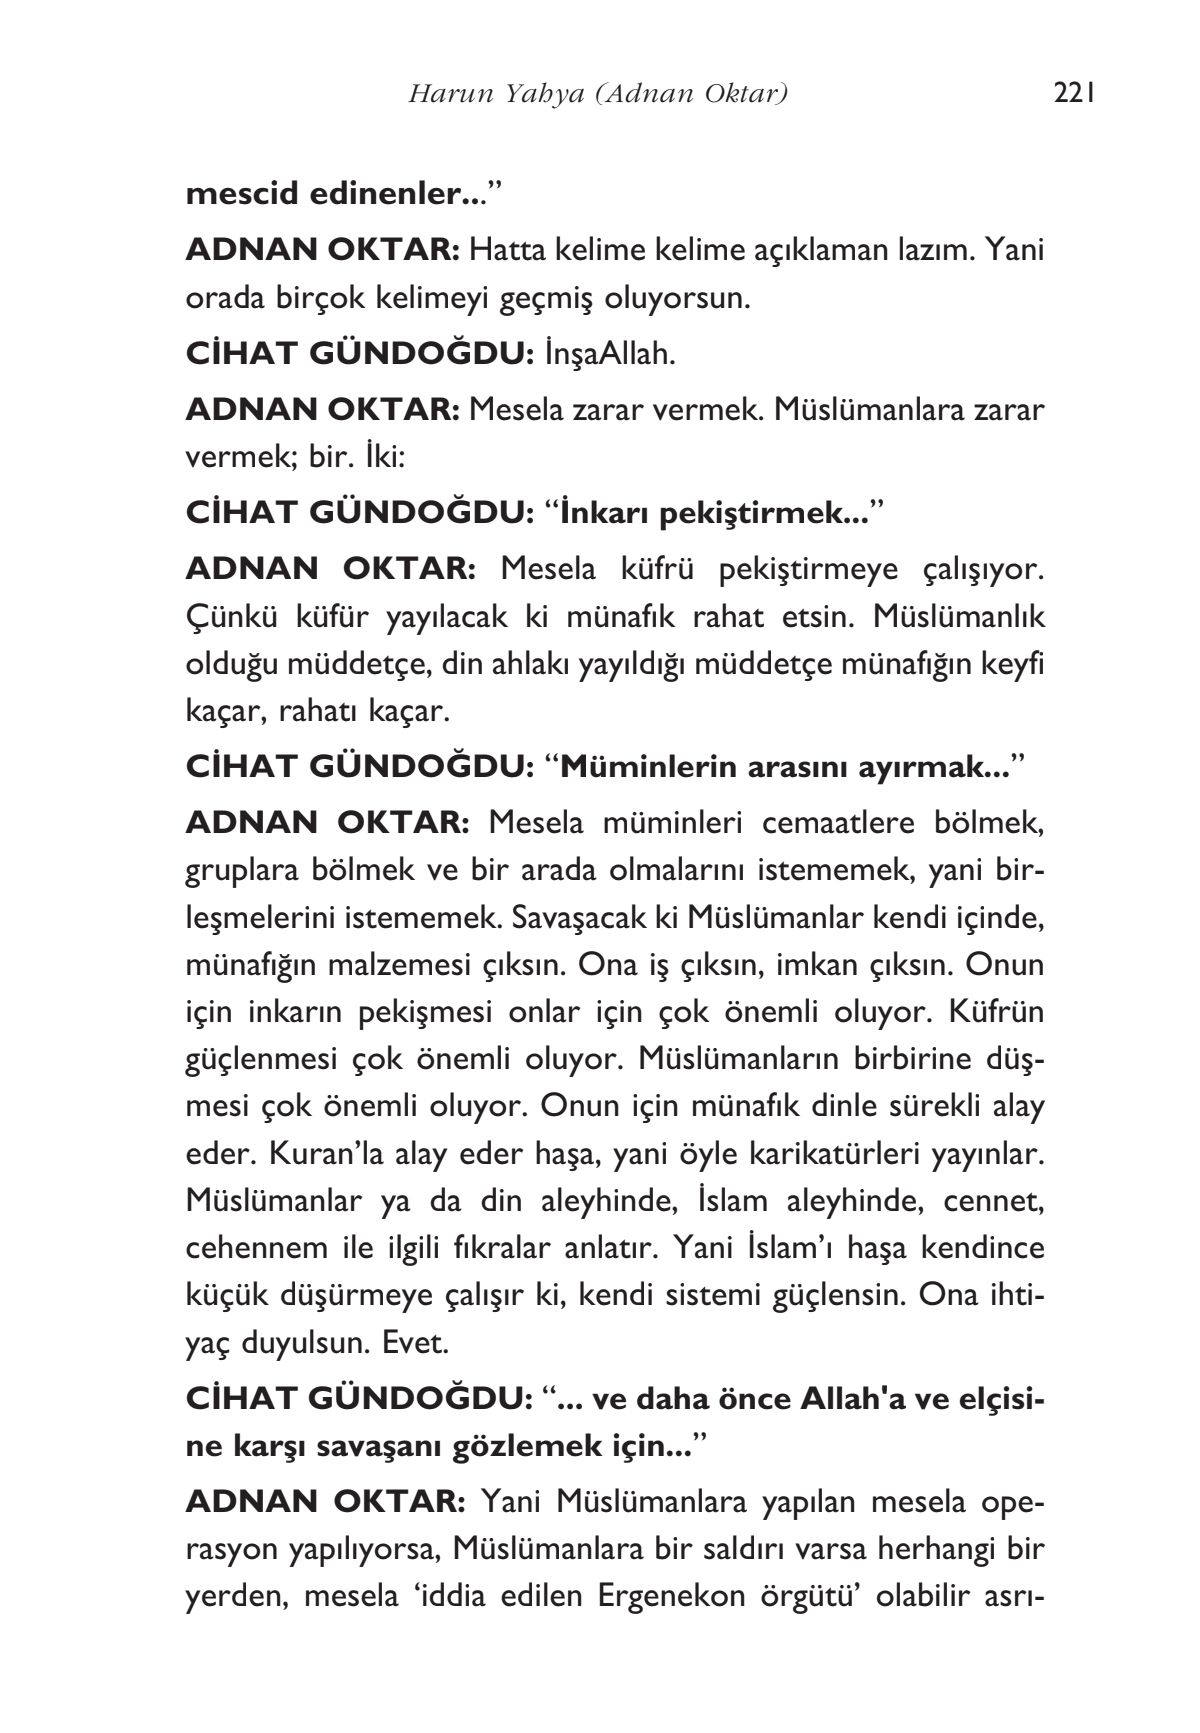 Harun Yahya (Adnan Oktar) 221
mescid edinenler...”
ADNAN OKTAR: Hatta kelime kelime açıklaman lazım. Yani
orada birçok kelimeyi geçmiş oluyorsun.
CİHAT GÜNDOĞDU: İnşaAllah.
ADNAN OKTAR: Mesela zarar vermek. Müslümanlara zarar
vermek; bir. İki:
CİHAT GÜNDOĞDU: “İnkarı pekiştirmek...”
ADNAN OKTAR: Mesela küfrü pekiştirmeye çalışıyor.
Çünkü küfür yayılacak ki münafık rahat etsin. Müslümanlık
olduğu müddetçe, din ahlakı yayıldığı müddetçe münafığın keyfi
kaçar, rahatı kaçar.
CİHAT GÜNDOĞDU: “Müminlerin arasını ayırmak...”
ADNAN OKTAR: Mesela müminleri cemaatlere bölmek,
gruplara bölmek ve bir arada olmalarını istememek, yani bir-
leşmelerini istememek. Savaşacak ki Müslümanlar kendi içinde,
münafığın malzemesi çıksın. Ona iş çıksın, imkan çıksın. Onun
için inkarın pekişmesi onlar için çok önemli oluyor. Küfrün
güçlenmesi çok önemli oluyor. Müslümanların birbirine düş-
mesi çok önemli oluyor. Onun için münafık dinle sürekli alay
eder. Kuran’la alay eder haşa, yani öyle karikatürleri yayınlar.
Müslümanlar ya da din aleyhinde, İslam aleyhinde, cennet,
cehennem ile ilgili fıkralar anlatır. Yani İslam’ı haşa kendince
küçük düşürmeye çalışır ki, kendi sistemi güçlensin. Ona ihti-
yaç duyulsun. Evet.
CİHAT GÜNDOĞDU: “... ve daha önce Allah'a ve elçisi-
ne karşı savaşanı gözlemek için...”
ADNAN OKTAR: Yani Müslümanlara yapılan mesela ope-
rasyon yapılıyorsa, Müslümanlara bir saldırı varsa herhangi bir
yerden, mesela ‘iddia edilen Ergenekon örgütü’ olabilir asrı-